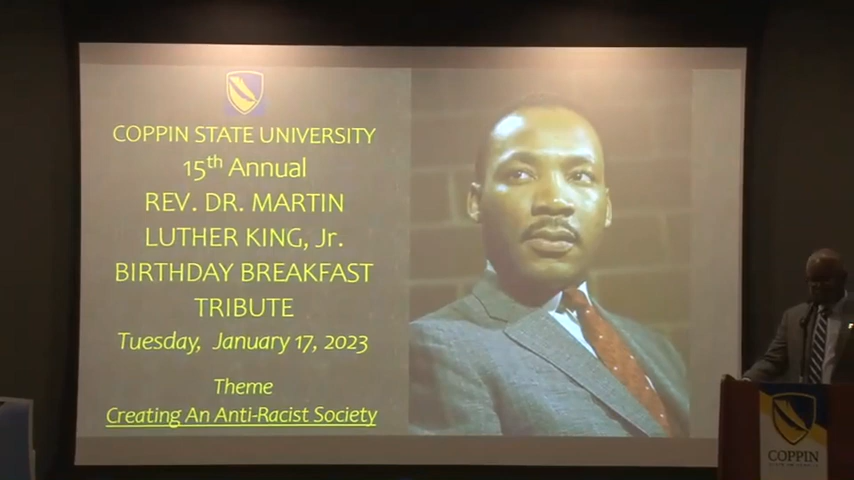 COPPIN STATE UNIVERSITY
15th Annual
REV. DR. MARTIN
LUTHER KING, Jr.
BIRTHDAY BREAKFAST
TRIBUTE
Tuesday, January 17, 2023
Theme
Creating An Anti-Racist Society
COPPIN